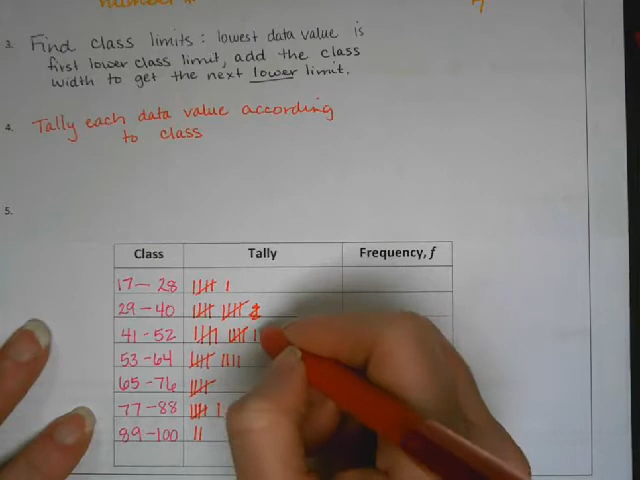 number
3. Find class limits: lowest data value is
first lower class limit, add the class
width to get the next lower limit.
4. Tally each data value according
to class
5.
Class Tally Frequency, f
17 — 28
29 — 40
41 - 52
53 - 64
65 - 76
77 - 88
89 - 100